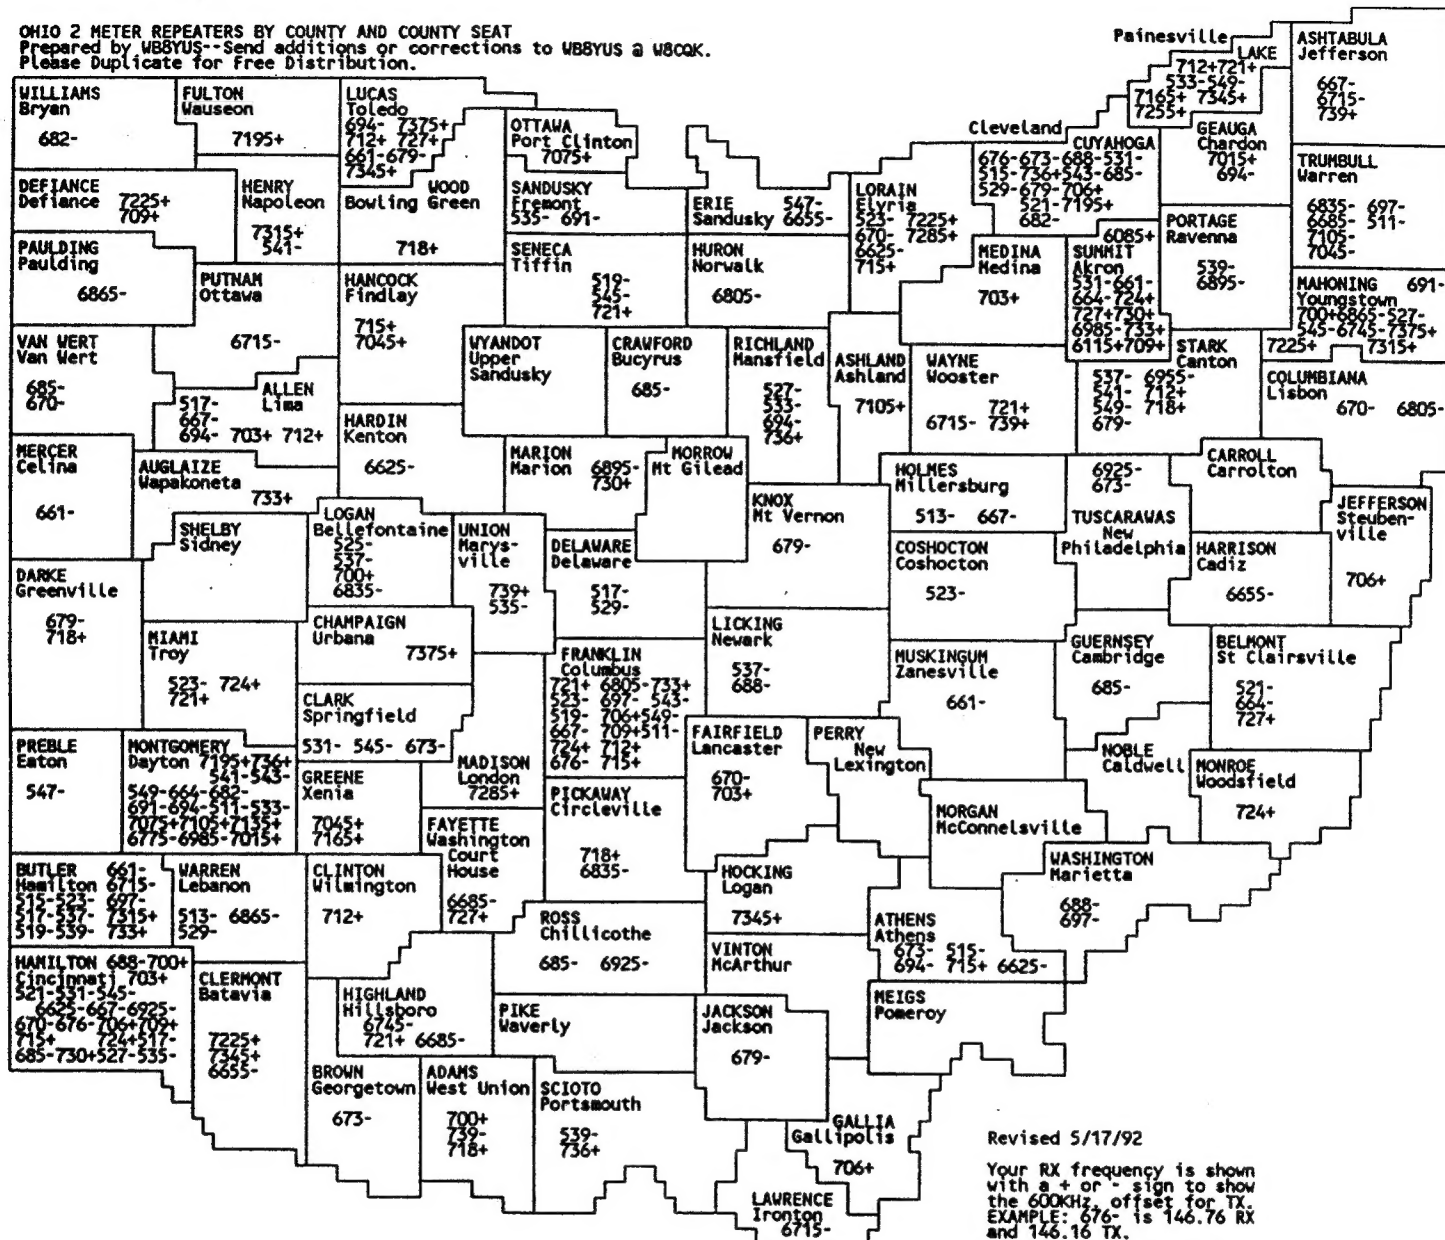 OHIO 2 METER REPEATERS BY COUNTY AND COUNTY SEAT
Prepared by WB8YUS--Send additions or corrections to WB8YUS @ W8CQK.
Please Duplicate for Free Distribution.
WILLIAMS
Bryan
682-
FULTON
Wauseon
7195+
LUCAS
Toledo
694- 7375+
712+ 727+
661-679-
7345+
WOOD
Bowling Green
718+
OTTAWA
Port Clinton
7075+
Painesville
LAKE
712+721+
533-549-
7165+ 7345+
7255+
ASHTABULA
Jefferson
667-
6715-
739+
Cleveland
CUYAHOGA
676-673-688-531-
515-736+543-685-
529-679-706+
521-7195+
682-
6085+
GEAUGA
Chardon
7015+
694-
TRUMBULL
Warren
6835- 697-
6685- 511-
7105-
7045-
DEFIANCE
Defiance 7225+
709+
HENRY
Napoleon
7315+
541-
SANDUSKY
Fremont
535- 691-
ERIE 547-
Sandusky 6655-
LORAIN
Elyria
523- 7225+
670- 7285+
6625-
715+
PORTAGE
Ravenna
539-
6895-
PAULDING
Paulding
6865-
PUTNAM
Ottawa
6715-
HANCOCK
Findlay
715+
7045+
SENECA
Tiffin
519-
545-
721+
HURON
Norwalk
6805-
MEDINA
Medina
703+
SUMMIT
Akron
531-661-
664-724+
727+730+
6985-733+
6115+709+
MAHONING 691-
Youngstown
700+6865-527-
545-6745-7375+
7225+ 7315+
VAN WERT
Van Wert
685-
670-
ALLEN
Lima
517-
667-
694- 703+ 712+
WYANDOT
Upper
Sandusky
CRAWFORD
Bucyrus
685-
RICHLAND
Mansfield
527-
533-
694-
736+
ASHLAND
Ashland
7105+
WAYNE
Wooster
721+
6715- 739+
STARK
Canton
537- 6955-
541- 712+
549- 718+
679-
COLUMBIANA
Lisbon
670- 6805-
HARDIN
Kenton
6625-
MERCER
Celina
661-
AUGLAIZE
Wapakoneta
733+
MARION
Marion 6895-
730+
MORROW
Mt Gilead
KNOX
Mt Vernon
679-
HOLMES
Millersburg
513- 667-
6925-
673-
TUSCARAWAS
New
Philadelphia
CARROLL
Carrolton
JEFFERSON
Steuben-
ville
706+
SHELBY
Sidney
LOGAN
Bellefontaine
525-
537-
700+
6835-
UNION
Marys-
ville
739+
535-
DELAWARE
Delaware
517-
529-
COSHOCTON
Coshocton
523-
HARRISON
Cadiz
6655-
DARKE
Greenville
679-
718+
MIAMI
Troy
523- 724+
721+
CHAMPAIGN
Urbana
7375+
LICKING
Newark
537-
688-
MUSKINGUM
Zanesville
661-
GUERNSEY
Cambridge
685-
BELMONT
St Clairsville
521-
664-
727+
FRANKLIN
Columbus
721+ 6805-733+
523- 697- 543-
519- 706+549-
667- 709+511-
724+ 712+
676- 715+
CLARK
Springfield
531- 545- 673-
PREBLE
Eaton
547-
MONTGOMERY
Dayton 7195+736+
541-543-
549-664-682-
691-694-511-533-
7075+7105+7135+
6775-6985-7015+
GREENE
Xenia
7045+
7165+
MADISON
London
7285+
PICKAWAY
Circleville
718+
6835-
FAIRFIELD
Lancaster
670-
703+
PERRY
New
Lexington
NOBLE
Caldwell
MONROE
Woodsfield
724+
MORGAN
McConnelsville
FAYETTE
Washington
Court
House
6685-
727+
BUTLER 661-
Hamilton 6715-
515-523- 697-
517-537- 7315+
519-539- 733+
WARREN
Lebanon
513- 6865-
529-
CLINTON
Wilmington
712+
HOCKING
Logan
7345+
WASHINGTON
Marietta
688-
697-
ROSS
Chillicothe
685- 6925-
ATHENS
Athens
673- 515-
694- 715+ 6625-
VINTON
McArthur
HAMILTON 688-700+
Cincinnati 703+
521-531-545-
6625-667-6925-
670-676-706+709+
715+ 724+517-
685-730+527-535-
CLERMONT
Batavia
7225+
7345+
6655-
HIGHLAND
Hillsboro
6745-
721+ 6685-
PIKE
Waverly
JACKSON
Jackson
679-
MEIGS
Pomeroy
BROWN
Georgetown
673-
ADAMS
West Union
700+
739-
718+
SCIOTO
Portsmouth
539-
736+
GALLIA
Gallipolis
706+
LAWRENCE
Ironton
6715-
Revised 5/17/92
Your RX frequency is shown
with a + or - sign to show
the 600KHz. offset for TX.
EXAMPLE: 676- is 146.76 RX
and 146.16 TX.